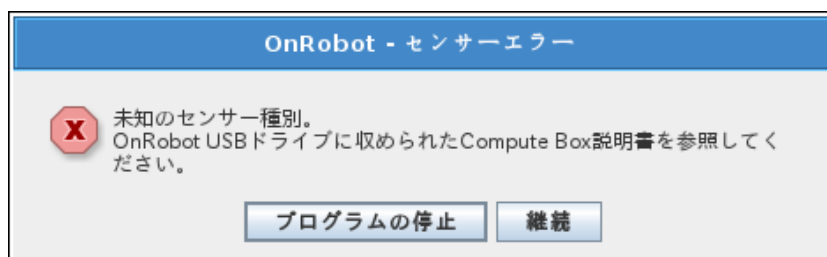 OnRobot - センサーエラー
未知のセンサー種別。
OnRobot USBドライブに収められたCompute Box説明書を参照してく
ださい。
プログラムの停止 継続